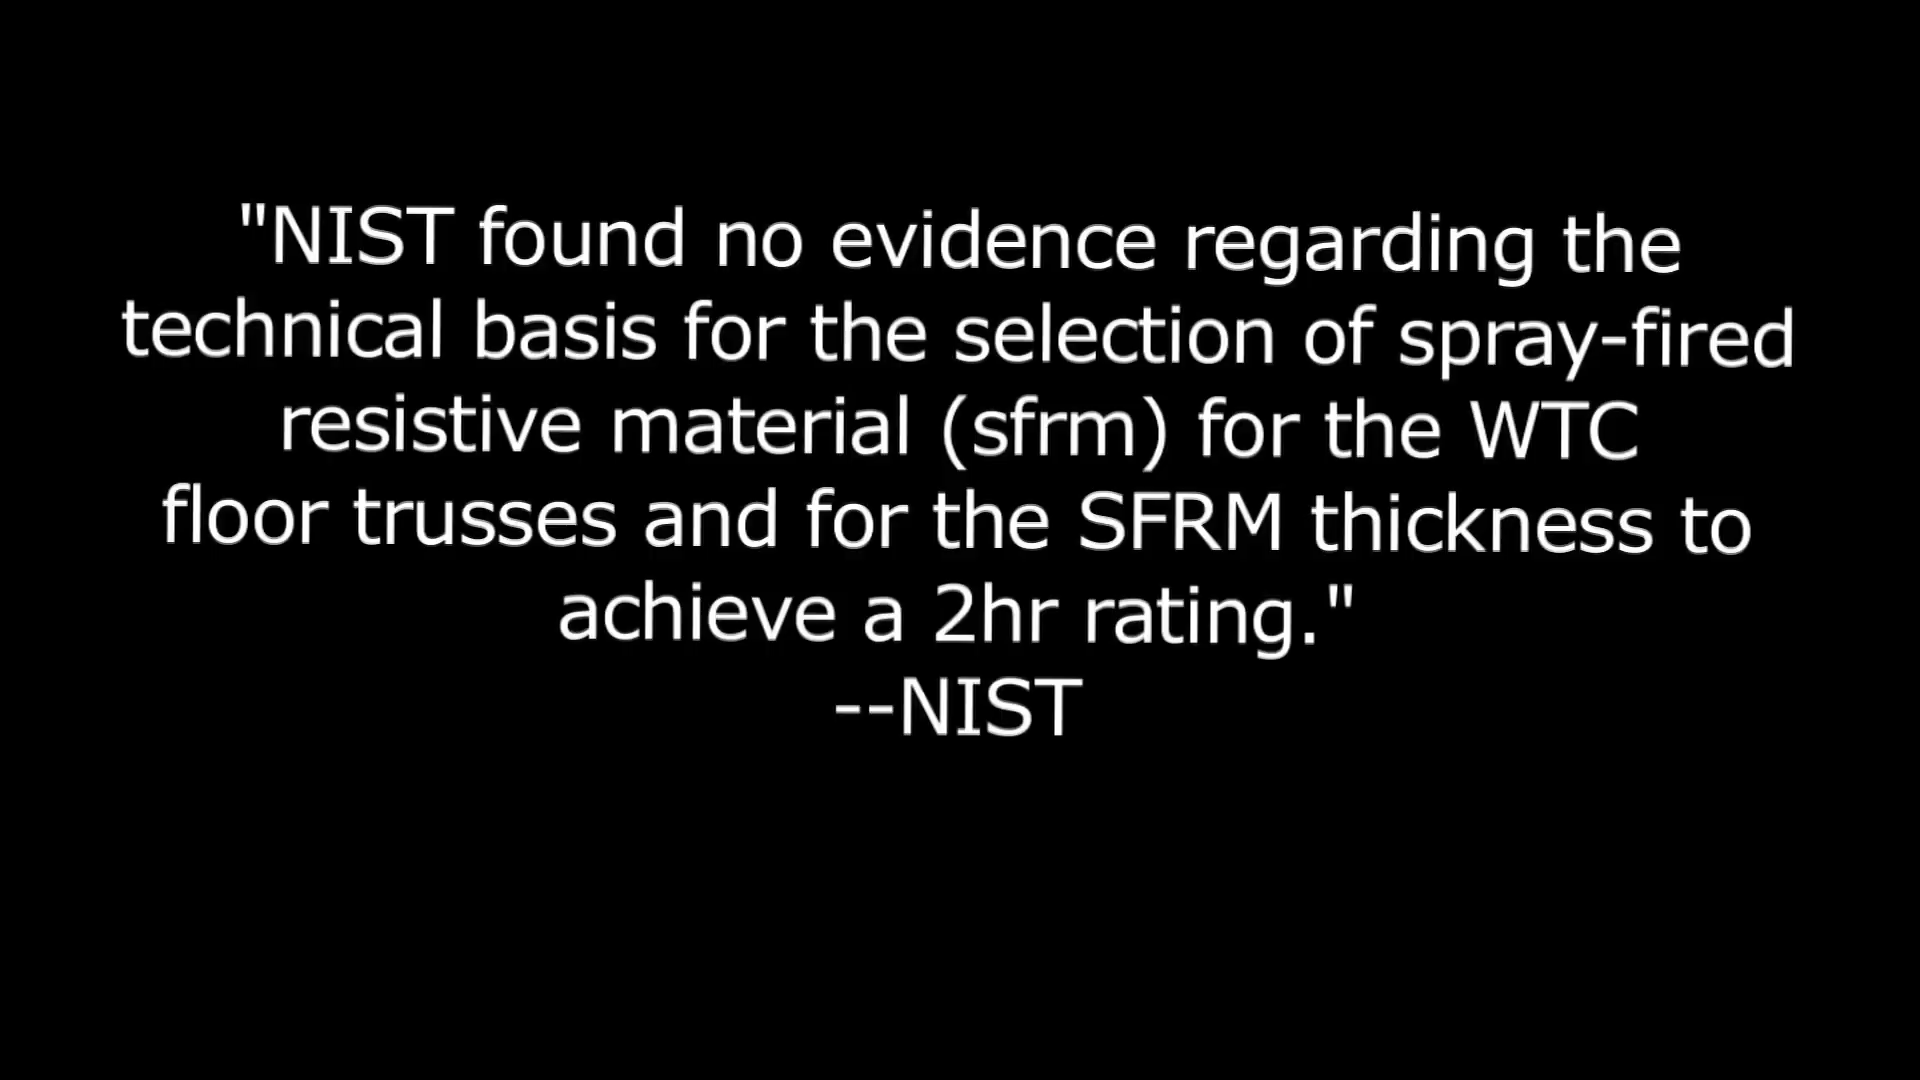 "NIST found no evidence regarding the
technical basis for the selection of spray-fired
resistive material (sfrm) for the WTC
floor trusses and for the SFRM thickness to
achieve a 2hr rating."
--NIST